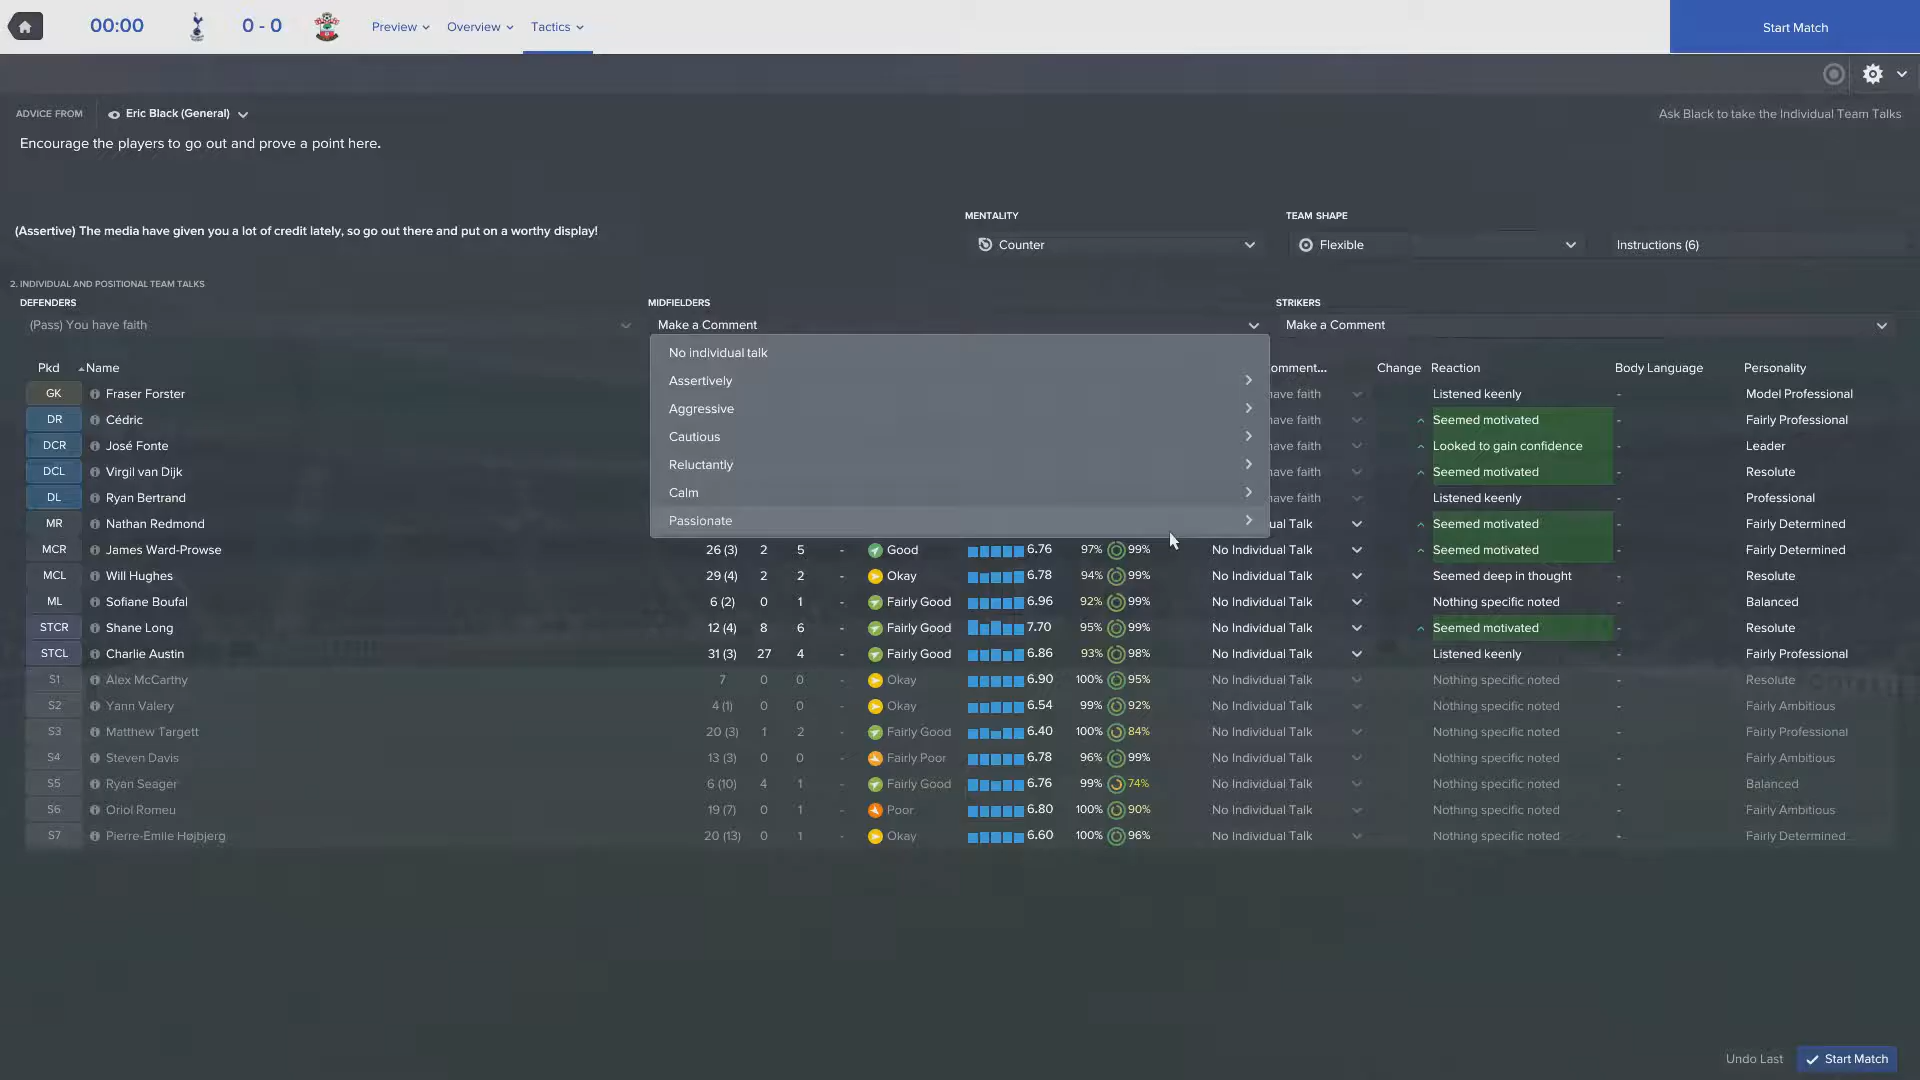 00:00 0 - 0 Preview Overview Tactics Start Match
ADVICE FROM Eric Black (General) Ask Black to take the Individual Team Talks
Encourage the players to go out and prove a point here.
MENTALITY TEAM SHAPE
(Assertive) The media have given you a lot of credit lately, so go out there and put on a worthy display!
Counter Flexible Instructions (6)
2. INDIVIDUAL AND POSITIONAL TEAM TALKS
DEFENDERS MIDFIELDERS STRIKERS
(Pass) You have faith Make a Comment Make a Comment
No individual talk
Assertively
Aggressive
Cautious
Reluctantly
Calm
Passionate
Pkd Name omment... Change Reaction Body Language Personality
GK Fraser Forster have faith Listened keenly - Model Professional
DR Cédric have faith Seemed motivated - Fairly Professional
DCR José Fonte have faith Looked to gain confidence - Leader
DCL Virgil van Dijk have faith Seemed motivated - Resolute
DL Ryan Bertrand have faith Listened keenly - Professional
MR Nathan Redmond ual Talk Seemed motivated - Fairly Determined
MCR James Ward-Prowse 26 (3) 2 5 - Good 6.76 97% 99% No Individual Talk Seemed motivated - Fairly Determined
MCL Will Hughes 29 (4) 2 2 - Okay 6.78 94% 99% No Individual Talk Seemed deep in thought - Resolute
ML Sofiane Boufal 6 (2) 0 1 - Fairly Good 6.96 92% 99% No Individual Talk Nothing specific noted - Balanced
STCR Shane Long 12 (4) 8 6 - Fairly Good 7.70 95% 99% No Individual Talk Seemed motivated - Resolute
STCL Charlie Austin 31 (3) 27 4 - Fairly Good 6.86 93% 98% No Individual Talk Listened keenly - Fairly Professional
S1 Alex McCarthy 7 0 0 - Okay 6.90 100% 95% No Individual Talk Nothing specific noted - Resolute
S2 Yann Valery 4 (1) 0 0 - Okay 6.54 99% 92% No Individual Talk Nothing specific noted - Fairly Ambitious
S3 Matthew Targett 20 (3) 1 2 - Fairly Good 6.40 100% 84% No Individual Talk Nothing specific noted - Fairly Professional
S4 Steven Davis 13 (3) 0 0 - Fairly Poor 6.78 96% 99% No Individual Talk Nothing specific noted - Fairly Ambitious
S5 Ryan Seager 6 (10) 4 1 - Fairly Good 6.76 99% 74% No Individual Talk Nothing specific noted - Balanced
S6 Oriol Romeu 19 (7) 0 1 - Poor 6.80 100% 90% No Individual Talk Nothing specific noted - Fairly Ambitious
S7 Pierre-Emile Højbjerg 20 (13) 0 1 - Okay 6.60 100% 96% No Individual Talk Nothing specific noted - Fairly Determined
Undo Last Start Match